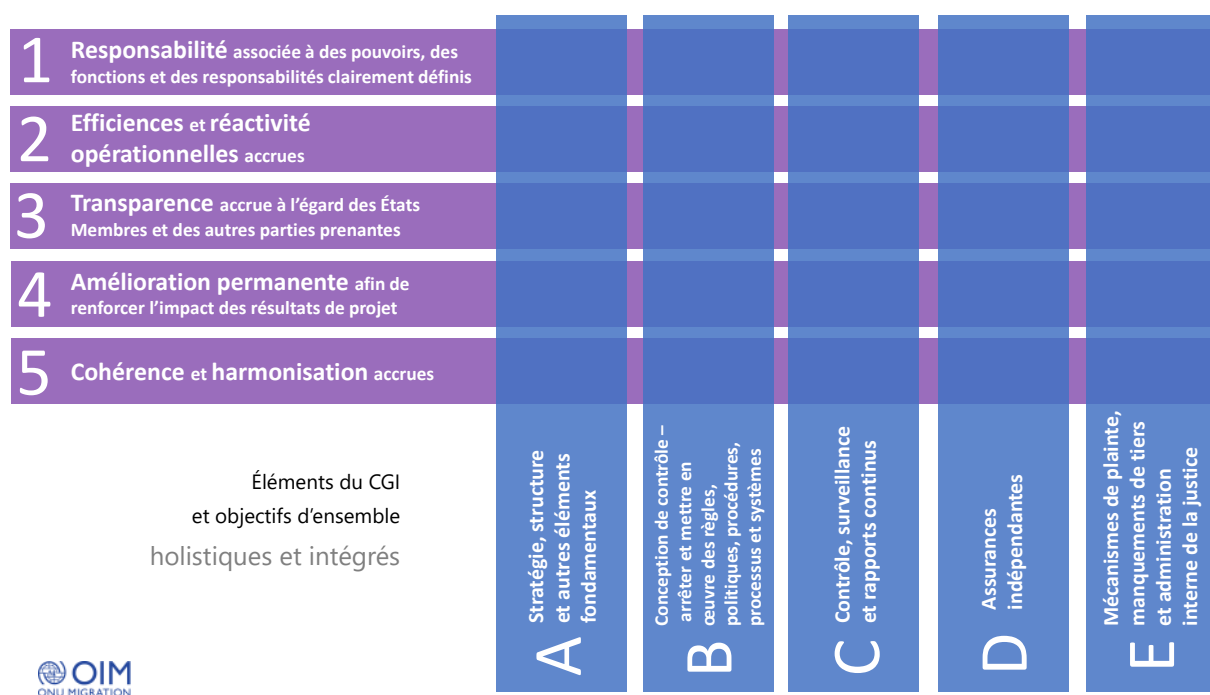 1
Responsabilité associée à des pouvoirs, des
fonctions et des responsabilités clairement définis
2
Efficiences et réactivité
opérationnelles accrues
3
Transparence accrue à l'égard des États
Membres et des autres parties prenantes
4
Amélioration permanente afin de
renforcer l'impact des résultats de projet
5
Cohérence et harmonisation accrues
Éléments du CGI
et objectifs d'ensemble
holistiques et intégrés
A
Stratégie, structure
et autres éléments
fondamentaux
B
Conception de contrôle –
arrêter et mettre en
œuvre des règles,
politiques, procédures,
processus et systèmes
C
Contrôle, surveillance
et rapports continus
D
Assurances
indépendantes
E
Mécanismes de plainte,
manquements de tiers
et administration
interne de la justice
OIM
ONU MIGRATION